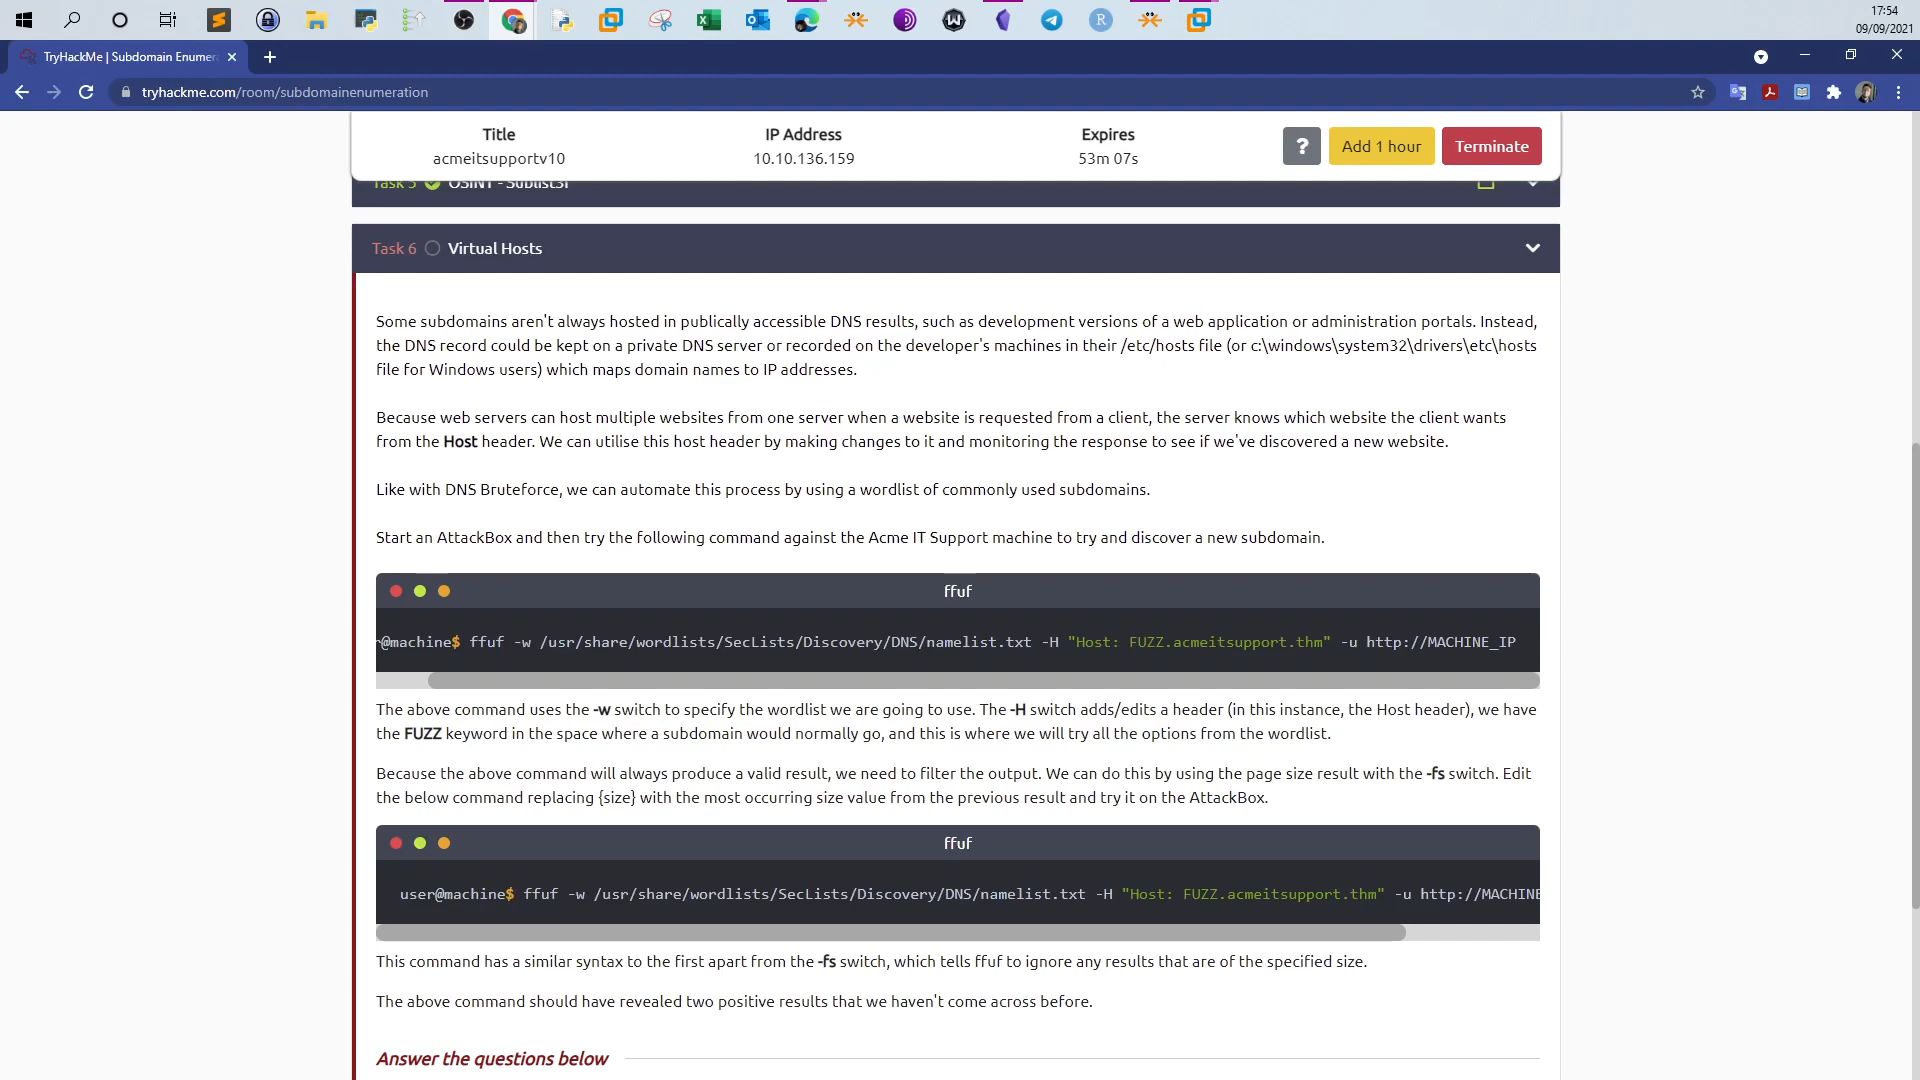 17:54
09/09/2021
TryHackMe | Subdomain Enumer
tryhackme.com/room/subdomainenumeration
Title
acmeitsupportv10
IP Address
10.10.136.159
Expires
53m 07s
?
Add 1 hour
Terminate
Task 5 OSINT - Sublist3r
Task 6 Virtual Hosts
Some subdomains aren't always hosted in publically accessible DNS results, such as development versions of a web application or administration portals. Instead,
the DNS record could be kept on a private DNS server or recorded on the developer's machines in their /etc/hosts file (or c:\windows\system32\drivers\etc\hosts
file for Windows users) which maps domain names to IP addresses.
Because web servers can host multiple websites from one server when a website is requested from a client, the server knows which website the client wants
from the Host header. We can utilise this host header by making changes to it and monitoring the response to see if we've discovered a new website.
Like with DNS Bruteforce, we can automate this process by using a wordlist of commonly used subdomains.
Start an AttackBox and then try the following command against the Acme IT Support machine to try and discover a new subdomain.
ffuf
r@machine$ ffuf -w /usr/share/wordlists/SecLists/Discovery/DNS/namelist.txt -H "Host: FUZZ.acmeitsupport.thm" -u http://MACHINE_IP
The above command uses the -w switch to specify the wordlist we are going to use. The -H switch adds/edits a header (in this instance, the Host header), we have
the FUZZ keyword in the space where a subdomain would normally go, and this is where we will try all the options from the wordlist.
Because the above command will always produce a valid result, we need to filter the output. We can do this by using the page size result with the -fs switch. Edit
the below command replacing {size} with the most occurring size value from the previous result and try it on the AttackBox.
ffuf
user@machine$ ffuf -w /usr/share/wordlists/SecLists/Discovery/DNS/namelist.txt -H "Host: FUZZ.acmeitsupport.thm" -u http://MACHINE
This command has a similar syntax to the first apart from the -fs switch, which tells ffuf to ignore any results that are of the specified size.
The above command should have revealed two positive results that we haven't come across before.
Answer the questions below